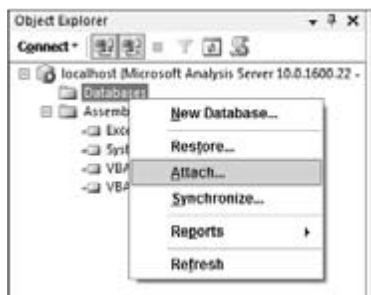 Object Explorer
Connect
localhost (Microsoft Analysis Server 10.0.1600.22 -
Databases
Assemb
Exce
Syst
VBA
VBA
New Database...
Restore...
Attach...
Synchronize...
Reports
Refresh